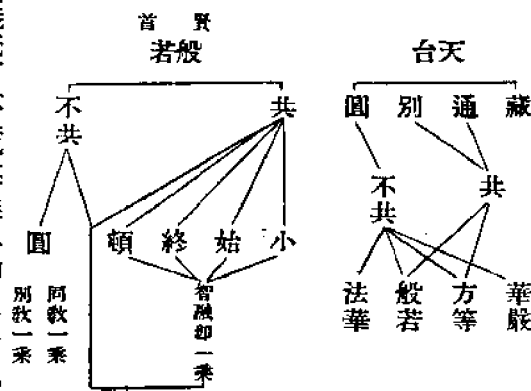 天台
藏 通 別 圓
共
不共
華嚴
方等
般若
法華
賢首
般若
共
不共
小 始 終 頓 圓
智融卽一乘
同教一乘
別教一乘